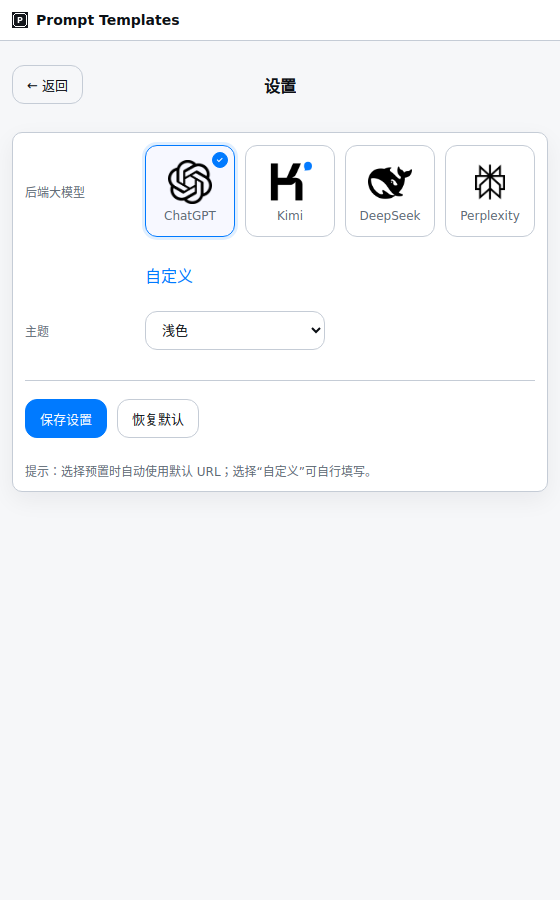 P Prompt Templates
← 返回
设置
后端大模型
ChatGPT
Kimi
DeepSeek
Perplexity
自定义
主题
浅色
保存设置
恢复默认
提示：选择预置时自动使用默认 URL；选择“自定义”可自行填写。